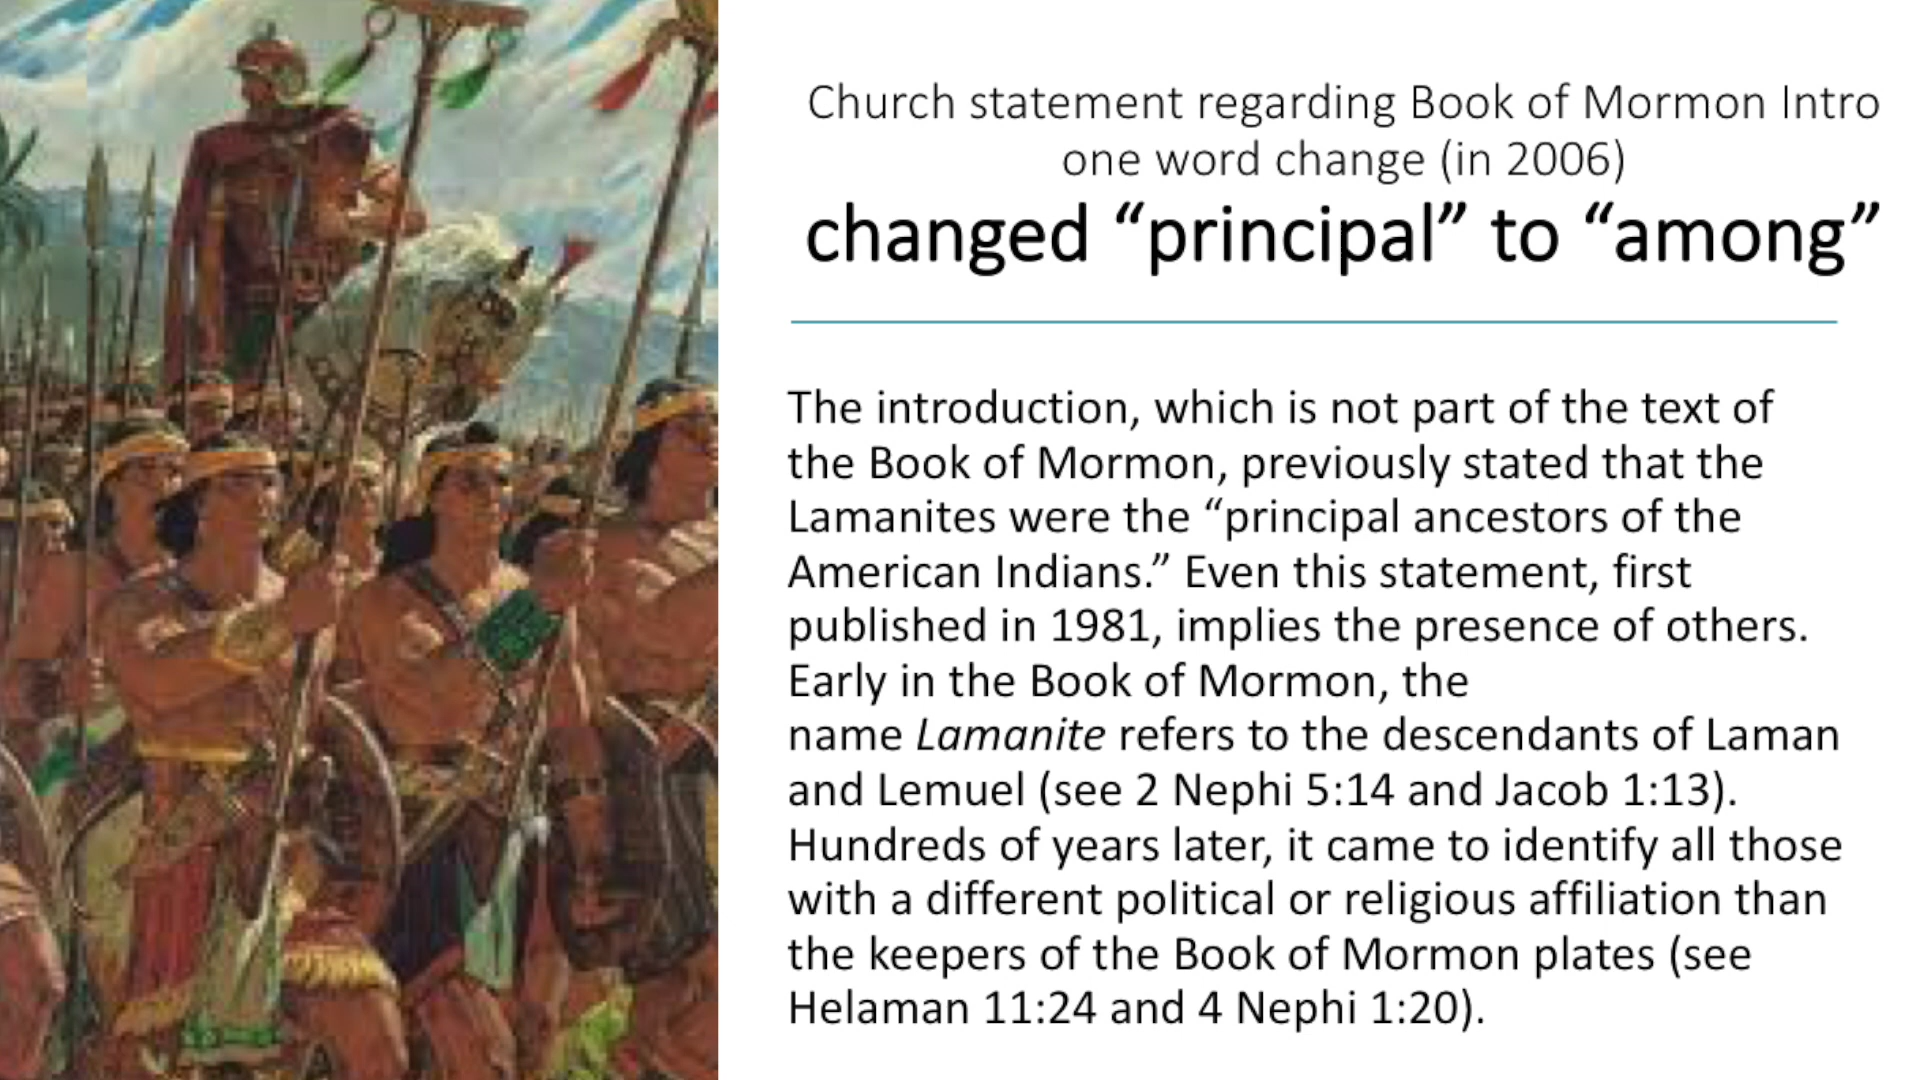 Church statement regarding Book of Mormon Intro
one word change (in 2006)
changed “principal” to “among”
The introduction, which is not part of the text of
the Book of Mormon, previously stated that the
Lamanites were the “principal ancestors of the
American Indians.” Even this statement, first
published in 1981, implies the presence of others.
Early in the Book of Mormon, the
name Lamanite refers to the descendants of Laman
and Lemuel (see 2 Nephi 5:14 and Jacob 1:13).
Hundreds of years later, it came to identify all those
with a different political or religious affiliation than
the keepers of the Book of Mormon plates (see
Helaman 11:24 and 4 Nephi 1:20).